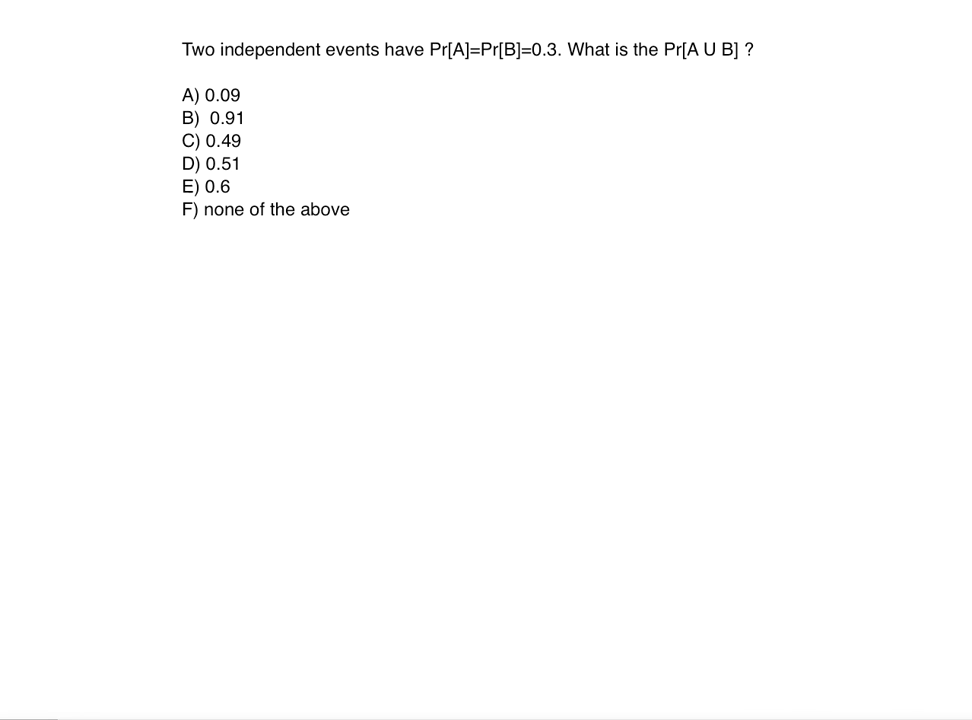 Two independent events have Pr[A]=Pr[B]=0.3. What is the Pr[A U B] ?
A) 0.09
B)  0.91
C) 0.49
D) 0.51
E) 0.6
F) none of the above